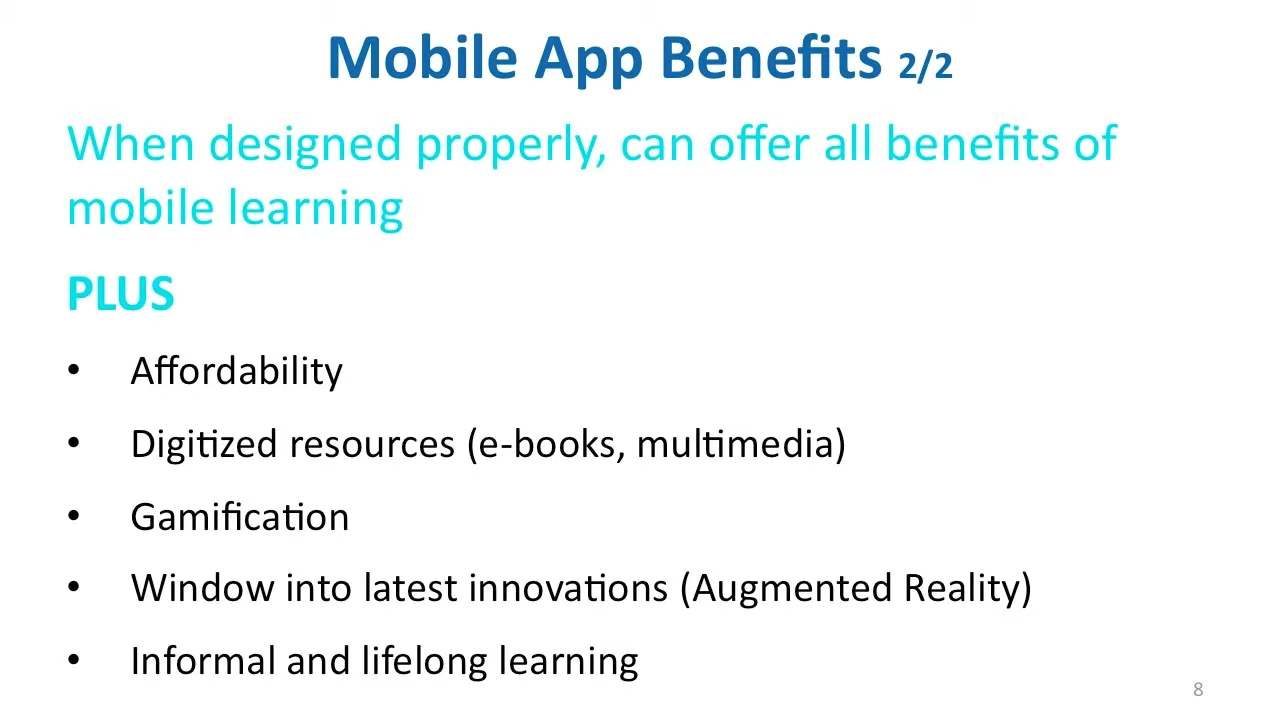 Mobile App Benefits 2/2
When designed properly, can offer all benefits of
mobile learning
PLUS
• Affordability
• Digitized resources (e-books, multimedia)
• Gamification
• Window into latest innovations (Augmented Reality)
• Informal and lifelong learning
8